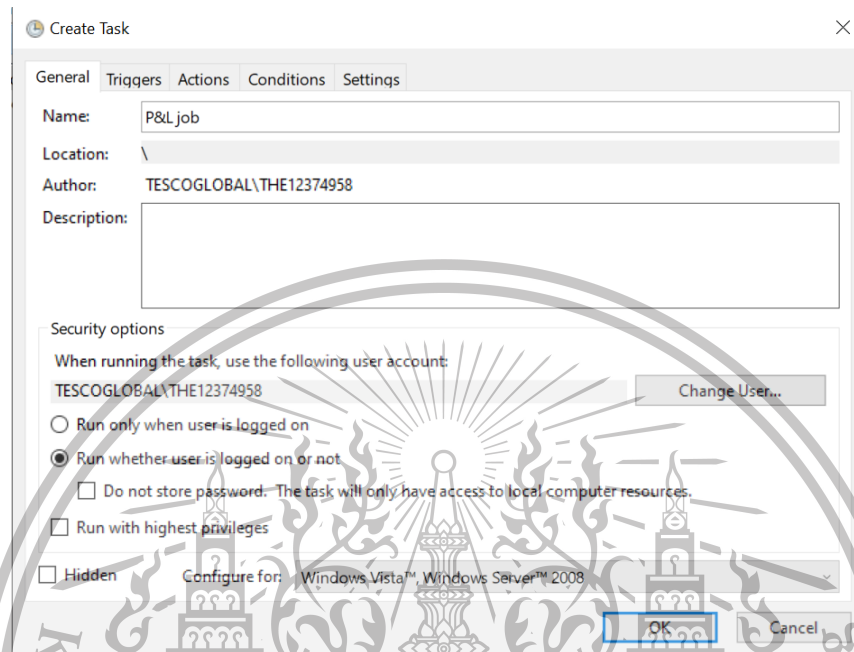 Create Task
General Triggers Actions Conditions Settings
Name: P&L job
Location: \
Author: TESCOGLOBAL\THE12374958
Description:
Security options
When running the task, use the following user account:
TESCOGLOBAL\THE12374958 Change User...
Run only when user is logged on
Run whether user is logged on or not
Do not store password. The task will only have access to local computer resources.
Run with highest privileges
Hidden Configure for: Windows Vista™, Windows Server™ 2008
OK Cancel